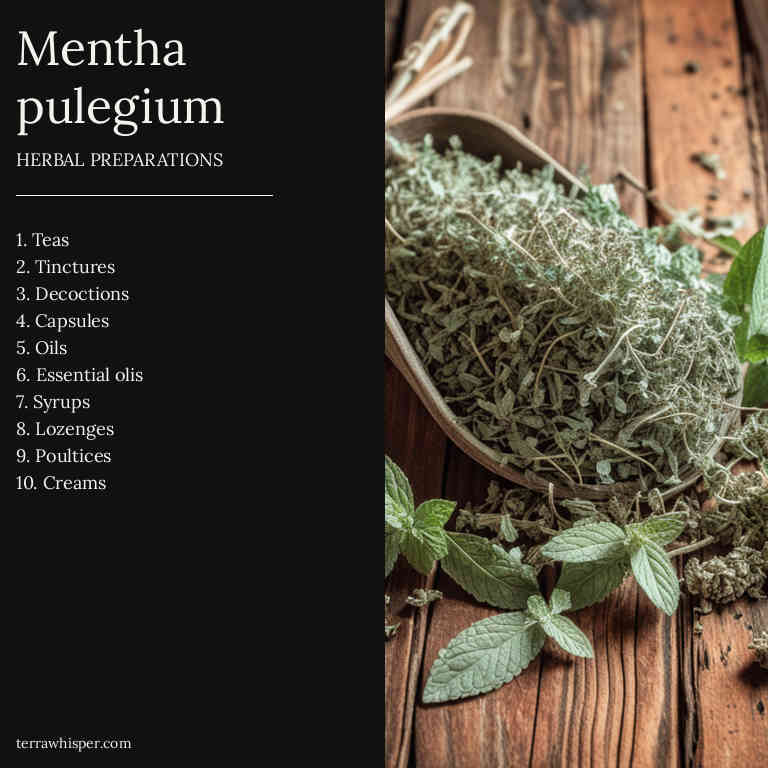 Mentha
pulegium
HERBAL PREPARATIONS
1. Teas
2. Tinctures
3. Decoctions
4. Capsules
5. Oils
6. Essential olis
7. Syrups
8. Lozenges
9. Poultices
10. Creams
terrawhisper.com